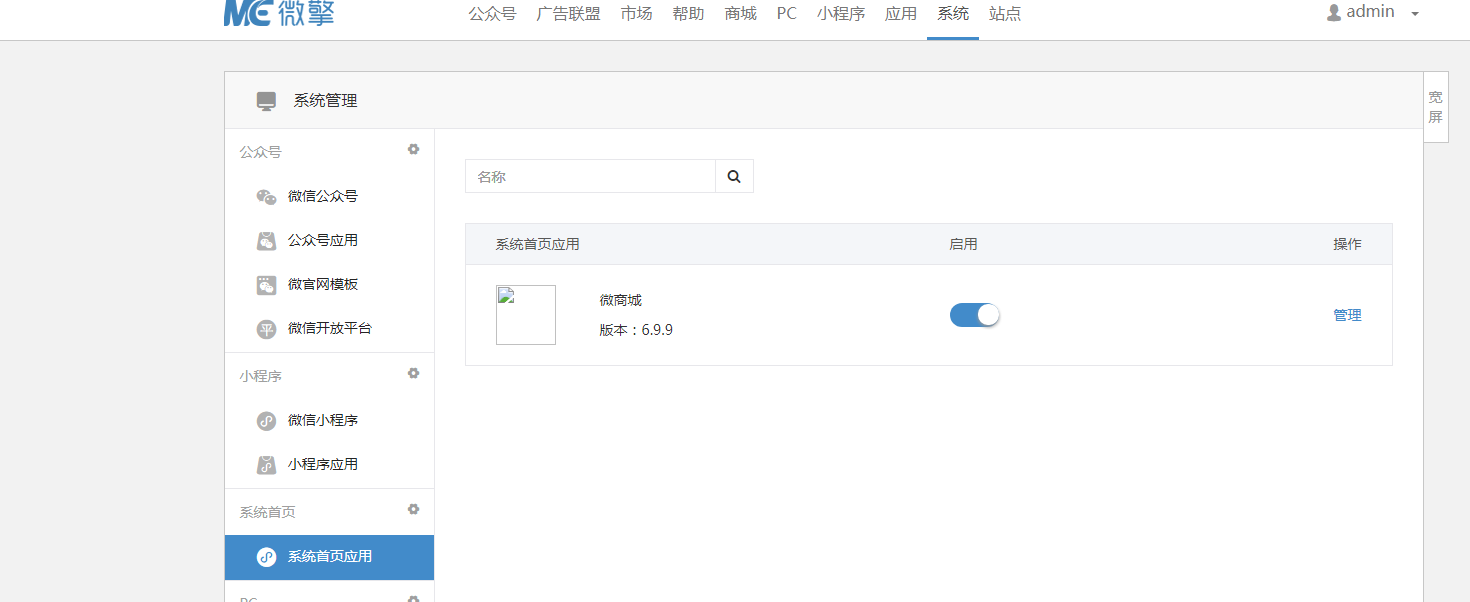 ME微擎 公众号 广告联盟 市场 帮助 商城 PC 小程序 应用 系统 站点 admin
系统管理
宽屏
公众号
微信公众号
公众号应用
微官网模板
微信开放平台
小程序
微信小程序
小程序应用
系统首页
系统首页应用
PC
名称
系统首页应用 启用 操作
微商城
版本：6.9.9
管理